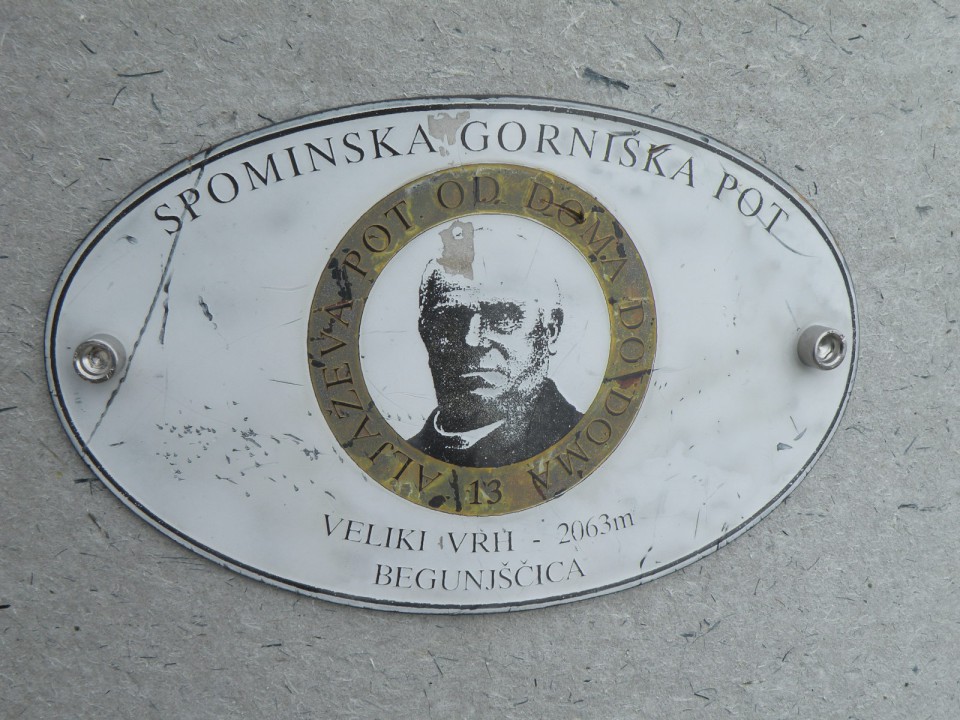 SPOMINSKA GORNIŠKA POT
ALJAŽEVA POT OD DOMA DO DOMA
13
VELIKI VRH - 2063m
BEGUNJŠČICA